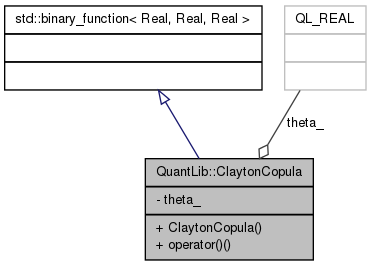 std::binary_function< Real, Real, Real >
QL_REAL
theta_
QuantLib::ClaytonCopula
- theta_
+ ClaytonCopula()
+ operator()()